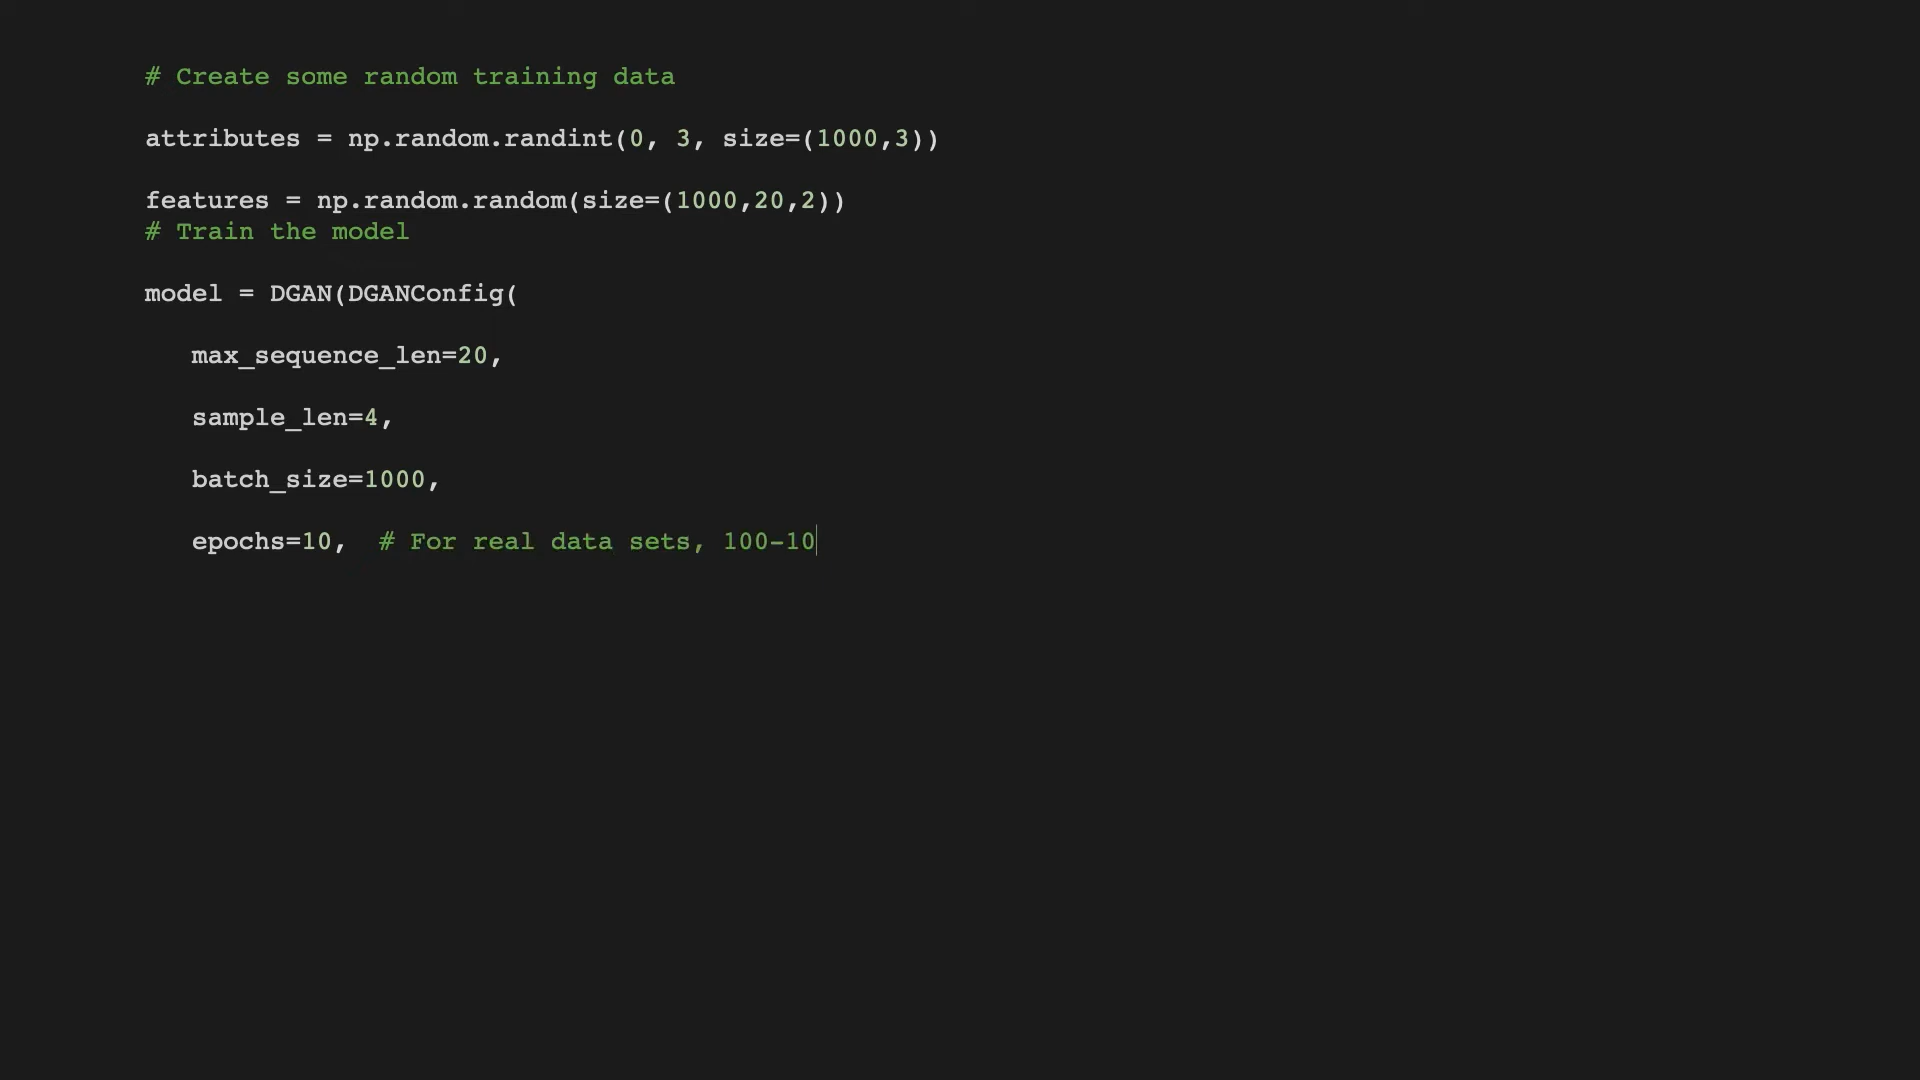 # Create some random training data
attributes = np.random.randint(0, 3, size=(1000,3))
features = np.random.random(size=(1000,20,2))
# Train the model
model = DGAN(DGANConfig(
max_sequence_len=20,
sample_len=4,
batch_size=1000,
epochs=10,  # For real data sets, 100-10